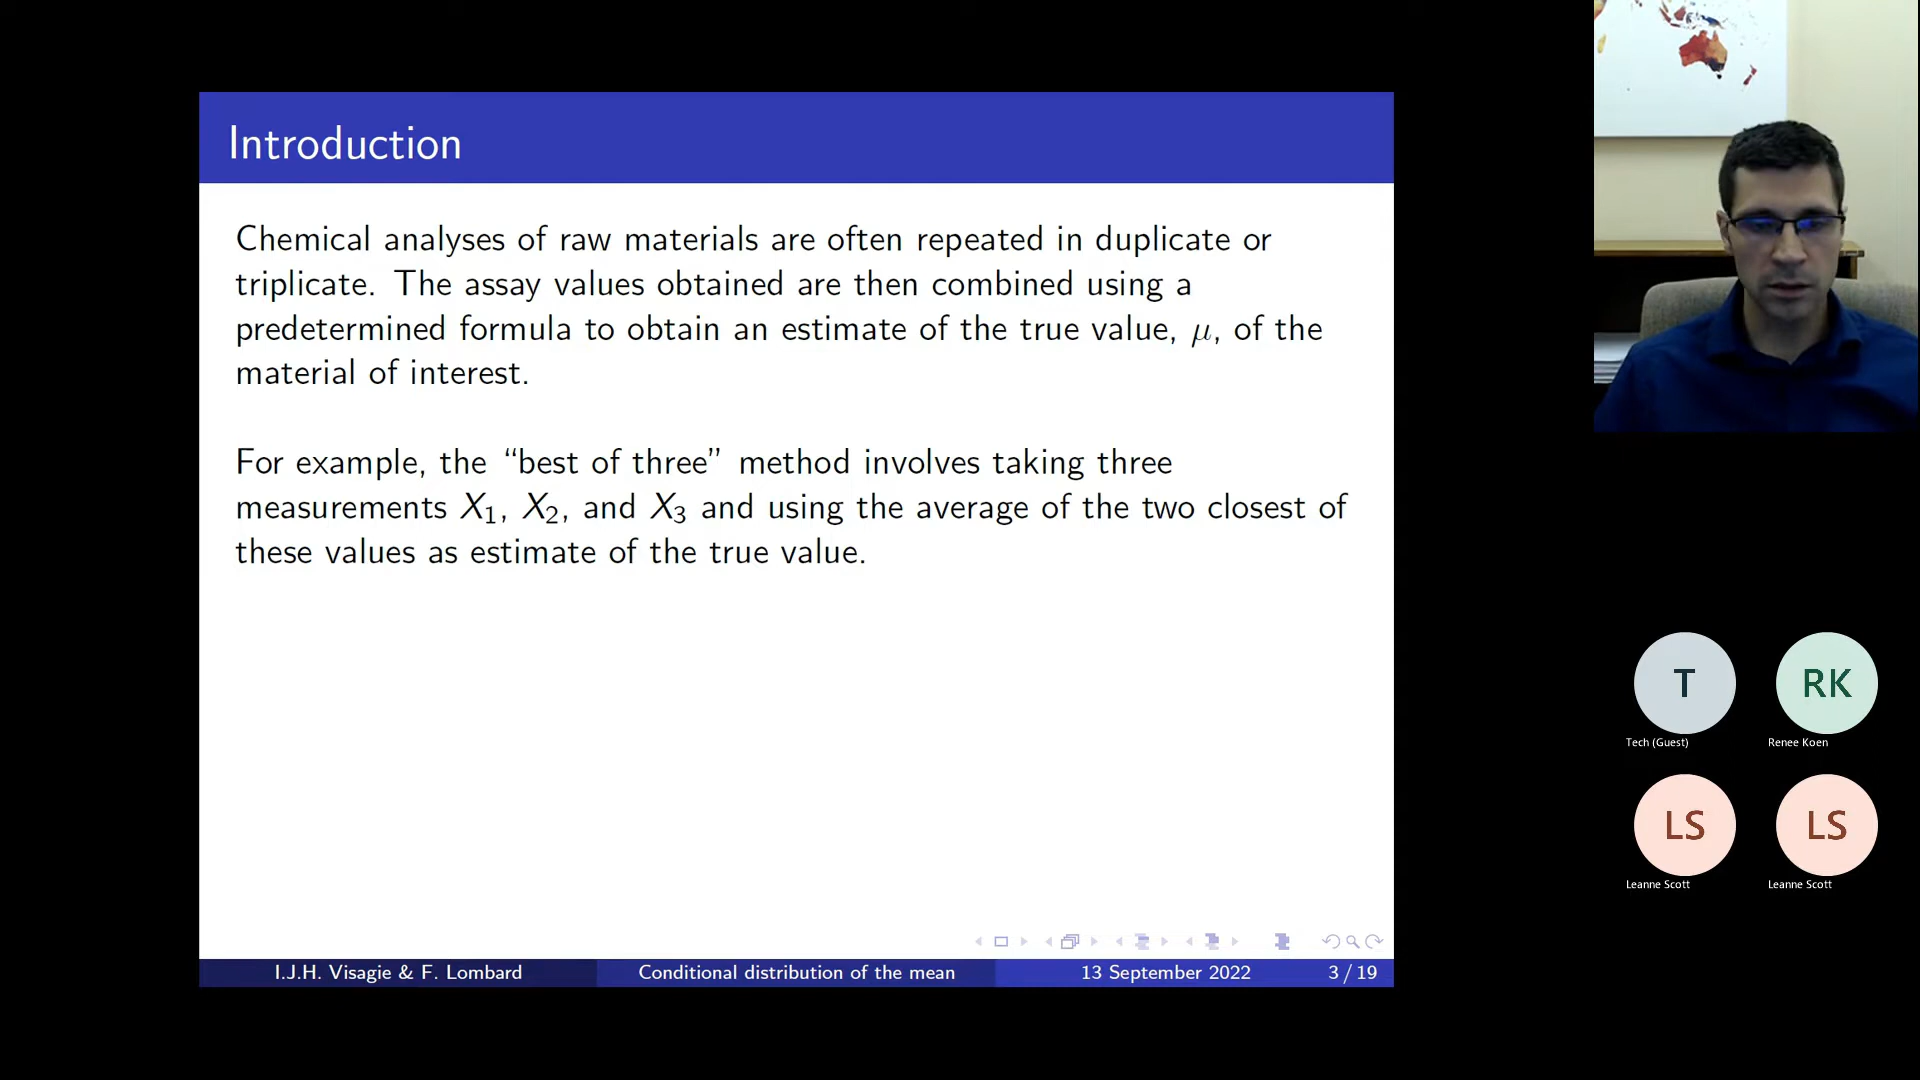 Introduction
Chemical analyses of raw materials are often repeated in duplicate or
triplicate. The assay values obtained are then combined using a
predetermined formula to obtain an estimate of the true value, μ, of the
material of interest.
For example, the “best of three” method involves taking three
measurements X₁, X₂, and X₃ and using the average of the two closest of
these values as estimate of the true value.
I.J.H. Visagie & F. Lombard Conditional distribution of the mean 13 September 2022 3 / 19
T
Tech (Guest)
RK
Renee Koen
LS
Leanne Scott
LS
Leanne Scott